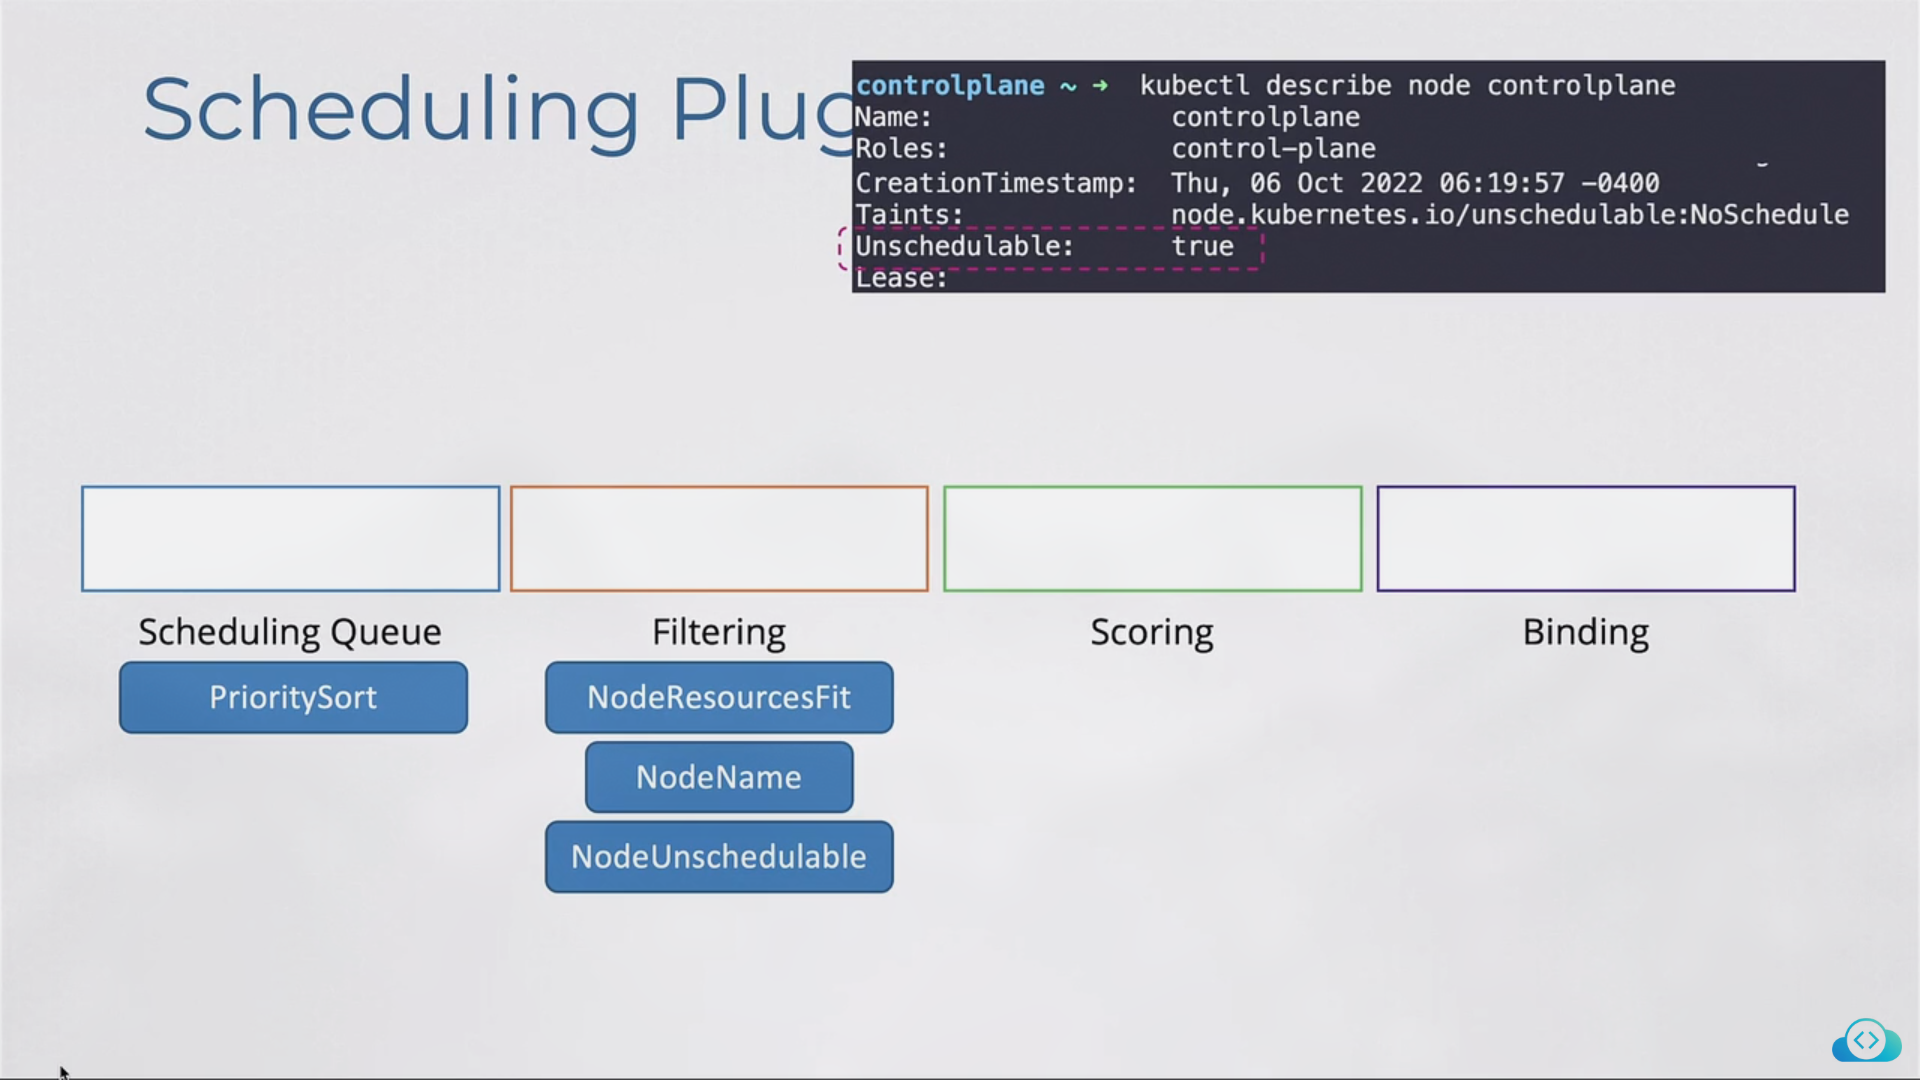 Scheduling Plug
controlplane ~ ➜ kubectl describe node controlplane
Name: controlplane
Roles: control-plane
CreationTimestamp: Thu, 06 Oct 2022 06:19:57 -0400
Taints: node.kubernetes.io/unschedulable:NoSchedule
Unschedulable: true
Lease:
Scheduling Queue
Filtering
Scoring
Binding
PrioritySort
NodeResourcesFit
NodeName
NodeUnschedulable